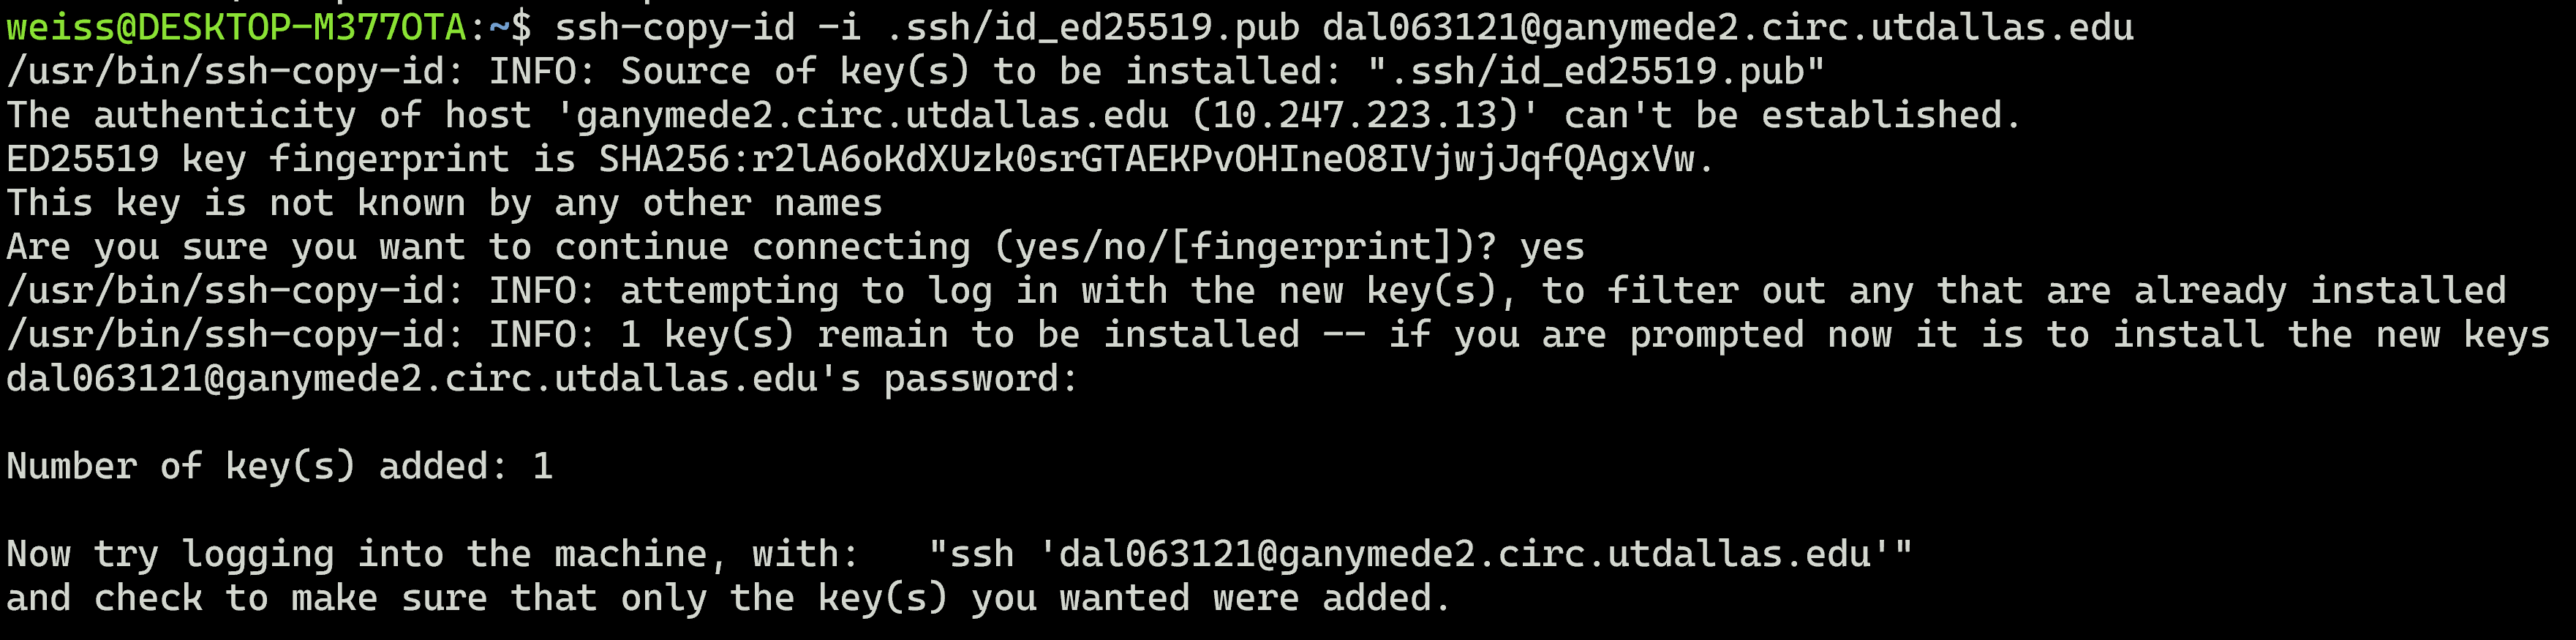 weiss@DESKTOP-M377OTA:~$ ssh-copy-id -i .ssh/id_ed25519.pub dal063121@ganymede2.circ.utdallas.edu
/usr/bin/ssh-copy-id: INFO: Source of key(s) to be installed: ".ssh/id_ed25519.pub"
The authenticity of host 'ganymede2.circ.utdallas.edu (10.247.223.13)' can't be established.
ED25519 key fingerprint is SHA256:r2lA6oKdXUzk0srGTAEKPvOHIneO8IVjwjJqfQAgxVw.
This key is not known by any other names
Are you sure you want to continue connecting (yes/no/[fingerprint])? yes
/usr/bin/ssh-copy-id: INFO: attempting to log in with the new key(s), to filter out any that are already installed
/usr/bin/ssh-copy-id: INFO: 1 key(s) remain to be installed -- if you are prompted now it is to install the new keys
dal063121@ganymede2.circ.utdallas.edu's password:
Number of key(s) added: 1
Now try logging into the machine, with:   "ssh 'dal063121@ganymede2.circ.utdallas.edu'"
and check to make sure that only the key(s) you wanted were added.